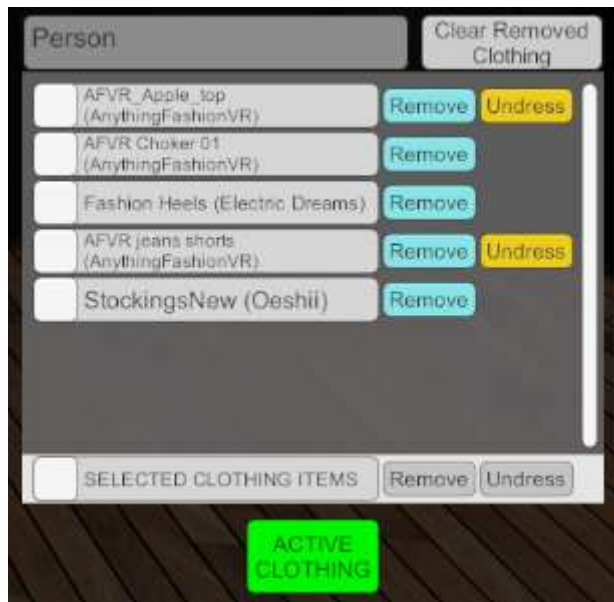 Person
Clear Removed
Clothing
AFVR_Apple_top
(AnythingFashionVR)
Remove
Undress
AFVR Choker 01
(AnythingFashionVR)
Remove
Fashion Heels (Electric Dreams)
Remove
AFVR jeans shorts
(AnythingFashionVR)
Remove
Undress
StockingsNew (Oeshii)
Remove
SELECTED CLOTHING ITEMS
Remove
Undress
ACTIVE
CLOTHING